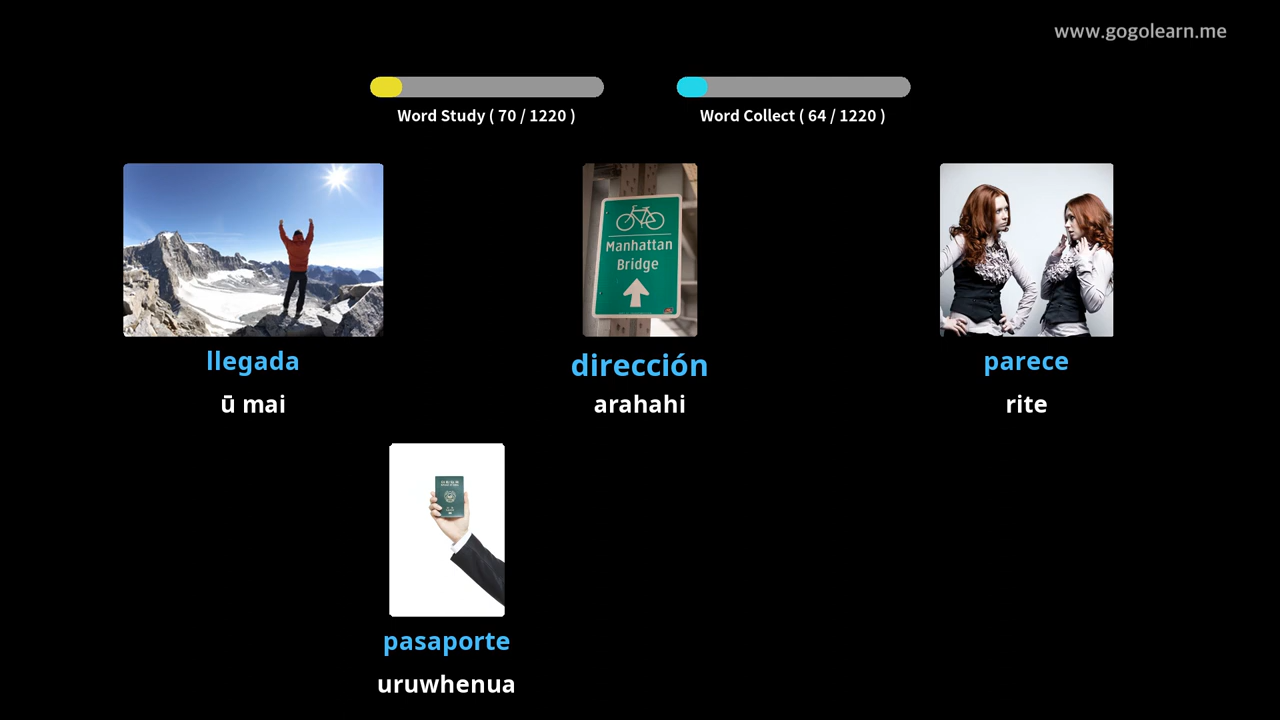 www.gogolearn.me
Word Study ( 70 / 1220 )
Word Collect ( 64 / 1220 )
Manhattan
Bridge
llegada
dirección
parece
ū mai
arahahi
rite
pasaporte
uruwhenua